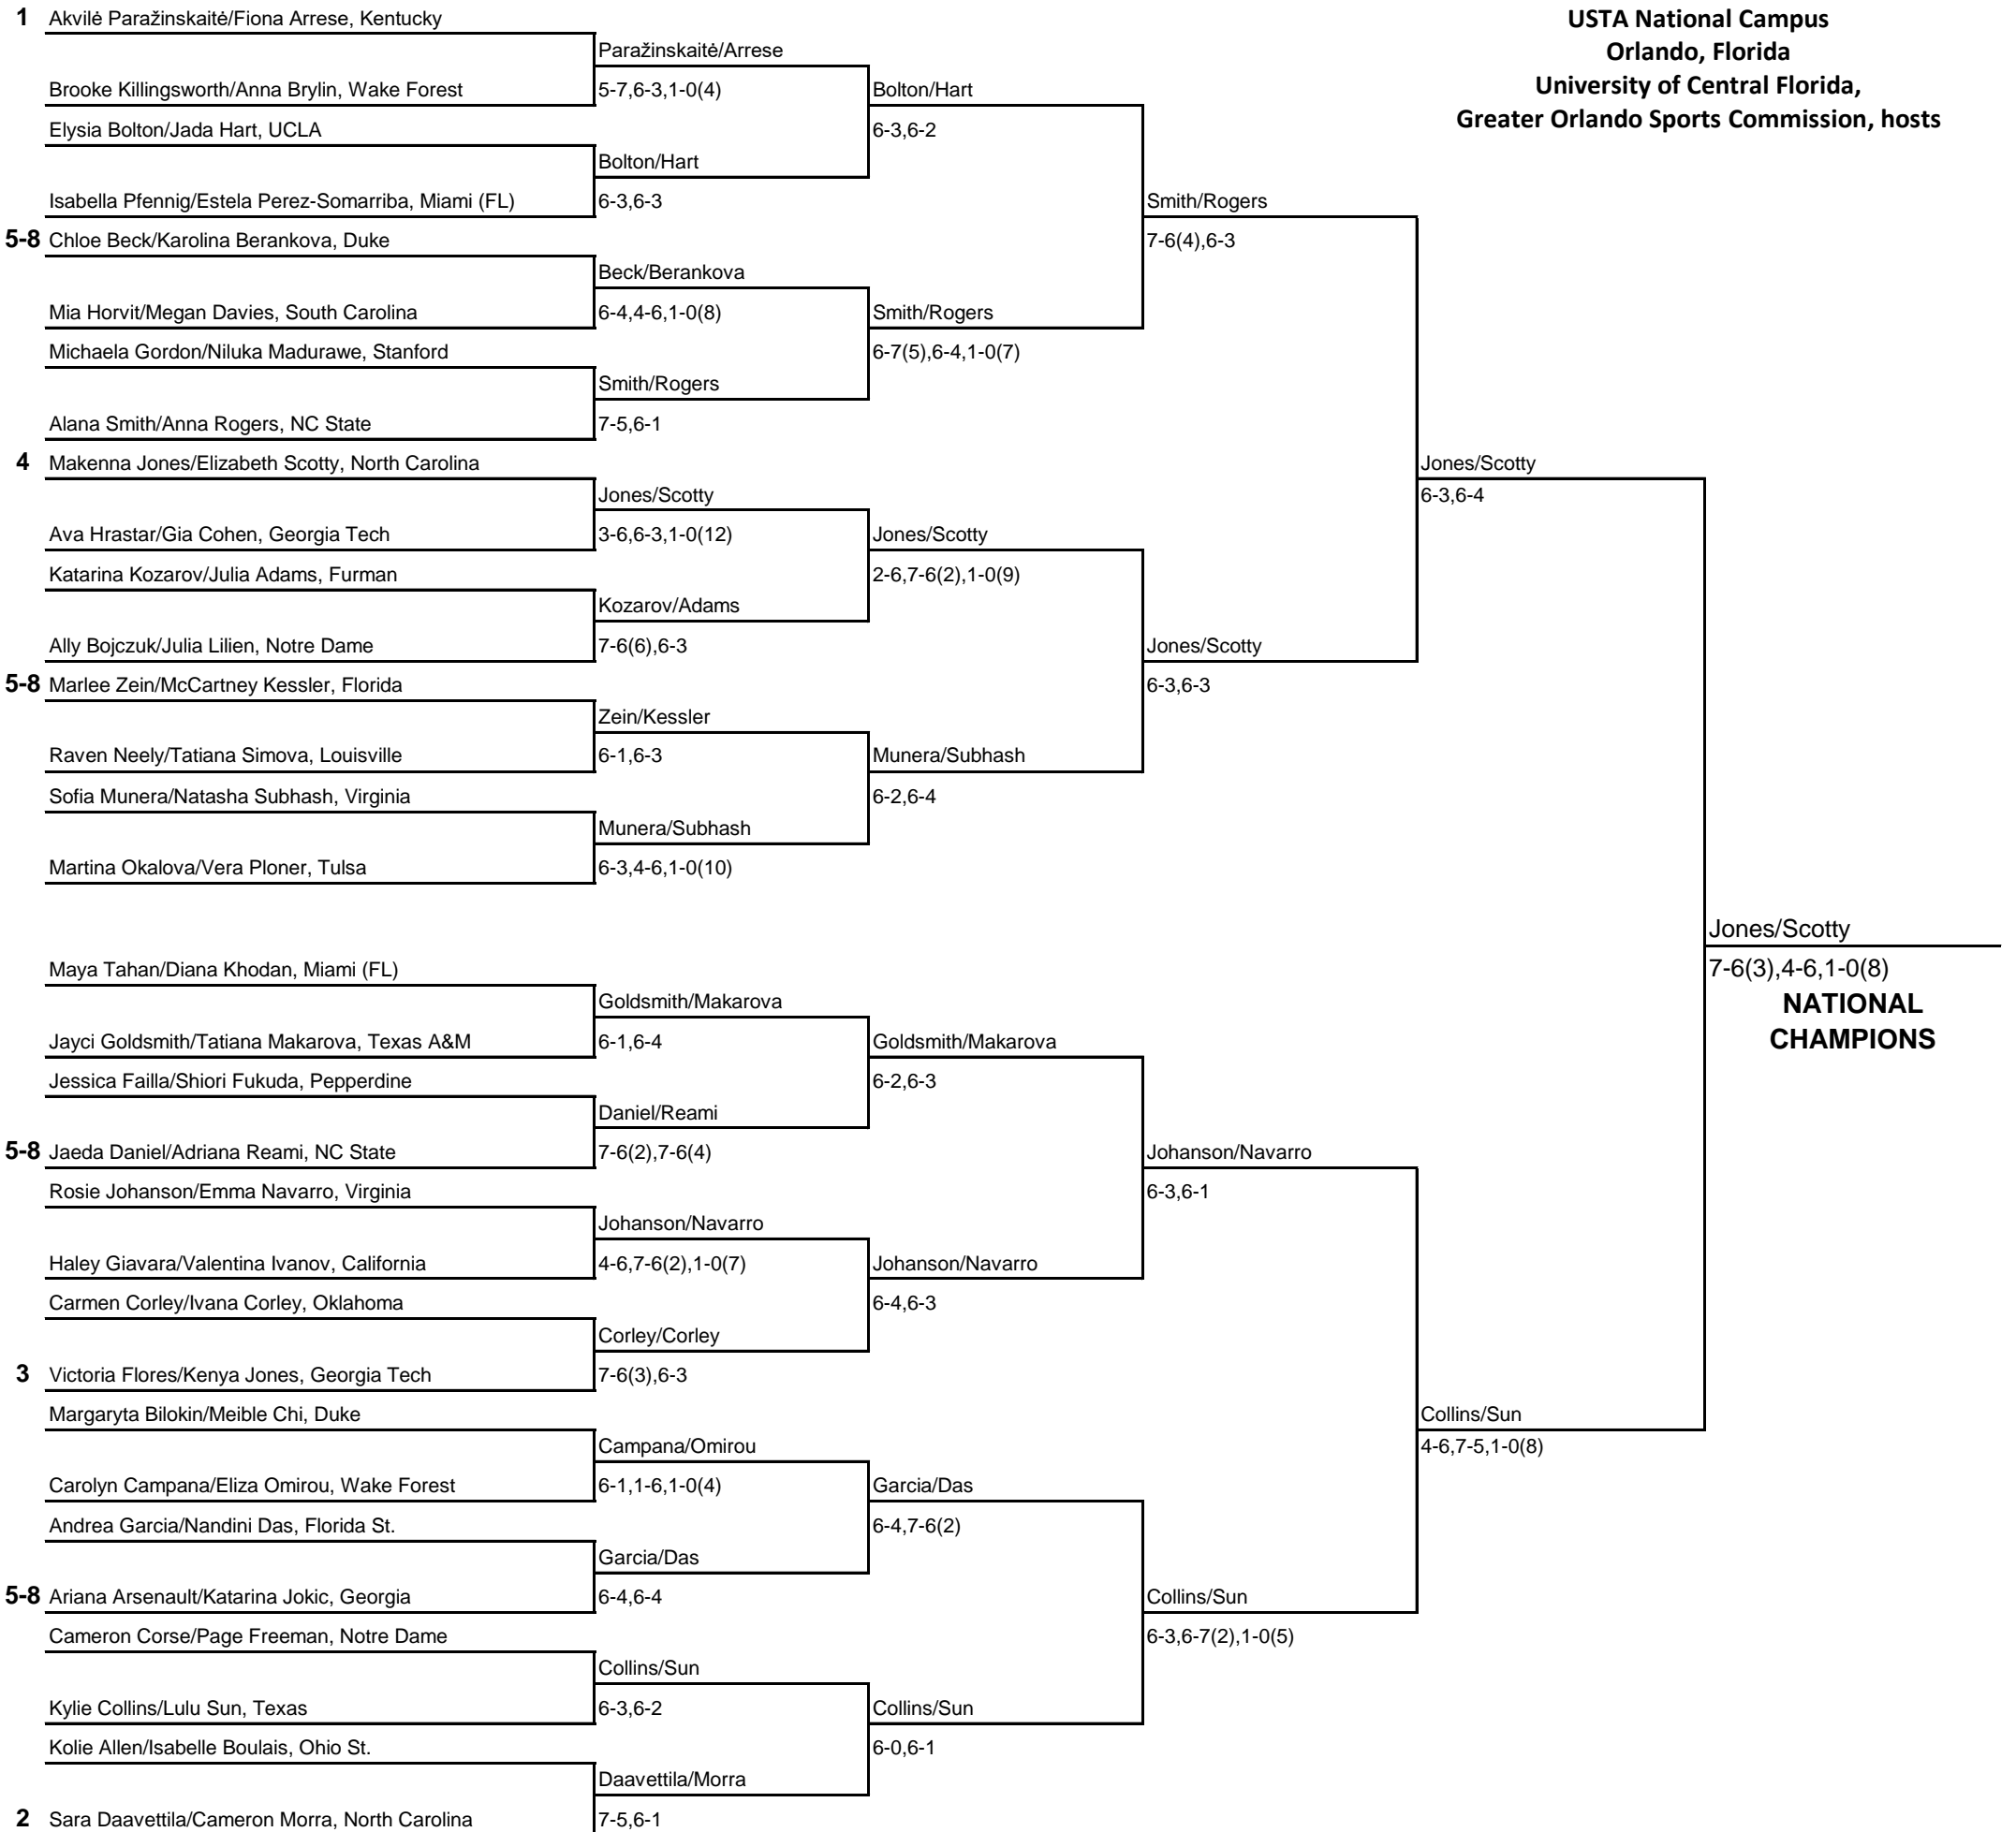 1 Akvilė Paražinskaitė/Fiona Arrese, Kentucky
USTA National Campus
Orlando, Florida
University of Central Florida,
Greater Orlando Sports Commission, hosts
Paražinskaitė/Arrese
Brooke Killingsworth/Anna Brylin, Wake Forest
5-7,6-3,1-0(4)
Bolton/Hart
Elysia Bolton/Jada Hart, UCLA
6-3,6-2
Bolton/Hart
Isabella Pfennig/Estela Perez-Somarriba, Miami (FL)
6-3,6-3
Smith/Rogers
5-8 Chloe Beck/Karolina Berankova, Duke
7-6(4),6-3
Beck/Berankova
Mia Horvit/Megan Davies, South Carolina
6-4,4-6,1-0(8)
Smith/Rogers
Michaela Gordon/Niluka Madurawe, Stanford
6-7(5),6-4,1-0(7)
Smith/Rogers
Alana Smith/Anna Rogers, NC State
7-5,6-1
4 Makenna Jones/Elizabeth Scotty, North Carolina
Jones/Scotty
Jones/Scotty
6-3,6-4
Ava Hrastar/Gia Cohen, Georgia Tech
3-6,6-3,1-0(12)
Jones/Scotty
Katarina Kozarov/Julia Adams, Furman
2-6,7-6(2),1-0(9)
Kozarov/Adams
Ally Bojczuk/Julia Lilien, Notre Dame
7-6(6),6-3
Jones/Scotty
5-8 Marlee Zein/McCartney Kessler, Florida
6-3,6-3
Zein/Kessler
Raven Neely/Tatiana Simova, Louisville
6-1,6-3
Munera/Subhash
Sofia Munera/Natasha Subhash, Virginia
6-2,6-4
Munera/Subhash
Martina Okalova/Vera Ploner, Tulsa
6-3,4-6,1-0(10)
Jones/Scotty
Maya Tahan/Diana Khodan, Miami (FL)
7-6(3),4-6,1-0(8)
Goldsmith/Makarova
NATIONAL
CHAMPIONS
Jayci Goldsmith/Tatiana Makarova, Texas A&M
6-1,6-4
Goldsmith/Makarova
Jessica Failla/Shiori Fukuda, Pepperdine
6-2,6-3
Daniel/Reami
5-8 Jaeda Daniel/Adriana Reami, NC State
7-6(2),7-6(4)
Johanson/Navarro
Rosie Johanson/Emma Navarro, Virginia
6-3,6-1
Johanson/Navarro
Haley Giavara/Valentina Ivanov, California
4-6,7-6(2),1-0(7)
Johanson/Navarro
Carmen Corley/Ivana Corley, Oklahoma
6-4,6-3
Corley/Corley
3 Victoria Flores/Kenya Jones, Georgia Tech
7-6(3),6-3
Margaryta Bilokin/Meible Chi, Duke
Collins/Sun
Campana/Omirou
4-6,7-5,1-0(8)
Carolyn Campana/Eliza Omirou, Wake Forest
6-1,1-6,1-0(4)
Garcia/Das
Andrea Garcia/Nandini Das, Florida St.
6-4,7-6(2)
Garcia/Das
5-8 Ariana Arsenault/Katarina Jokic, Georgia
6-4,6-4
Collins/Sun
Cameron Corse/Page Freeman, Notre Dame
6-3,6-7(2),1-0(5)
Collins/Sun
Kylie Collins/Lulu Sun, Texas
6-3,6-2
Collins/Sun
Kolie Allen/Isabelle Boulais, Ohio St.
6-0,6-1
Daavettila/Morra
2 Sara Daavettila/Cameron Morra, North Carolina
7-5,6-1